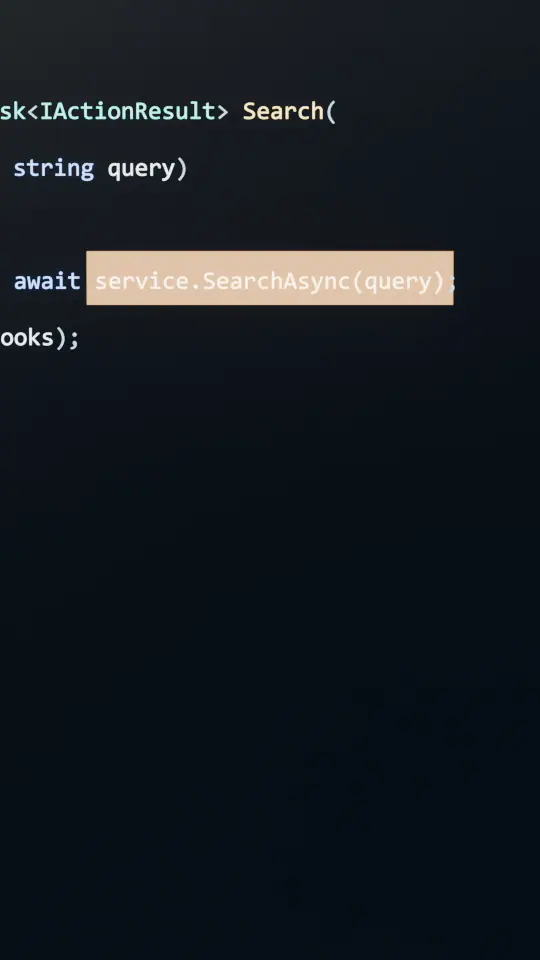 sk<IActionResult> Search(
string query)
await service.SearchAsync(query);
ooks);